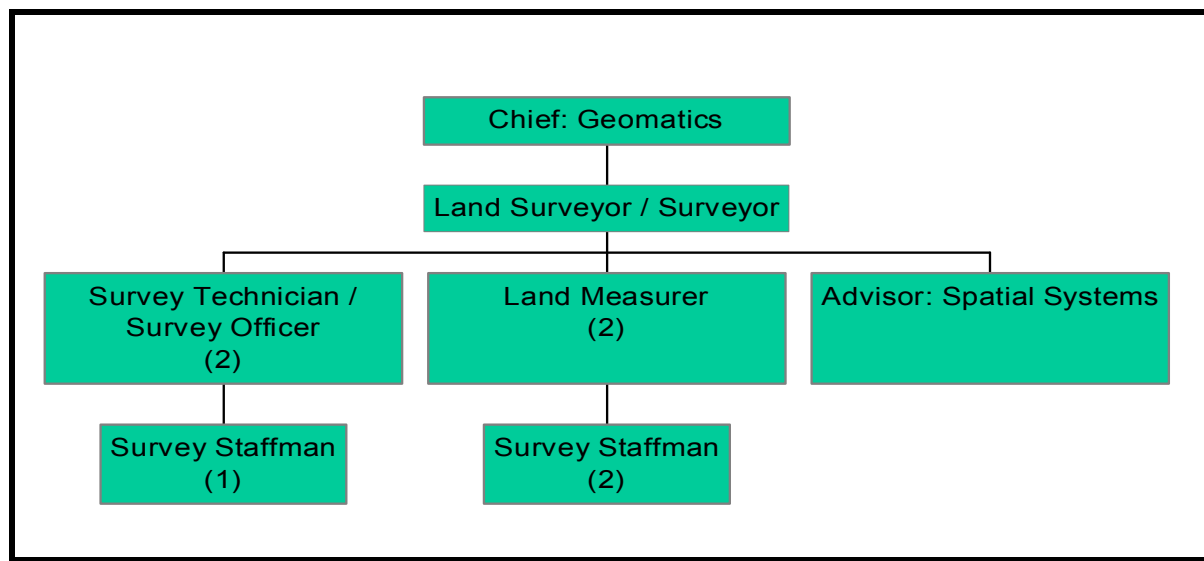 Chief: Geomatics
Land Surveyor / Surveyor
Survey Technician /
Survey Officer
(2)
Land Measurer
(2)
Advisor: Spatial Systems
Survey Staffman
(1)
Survey Staffman
(2)